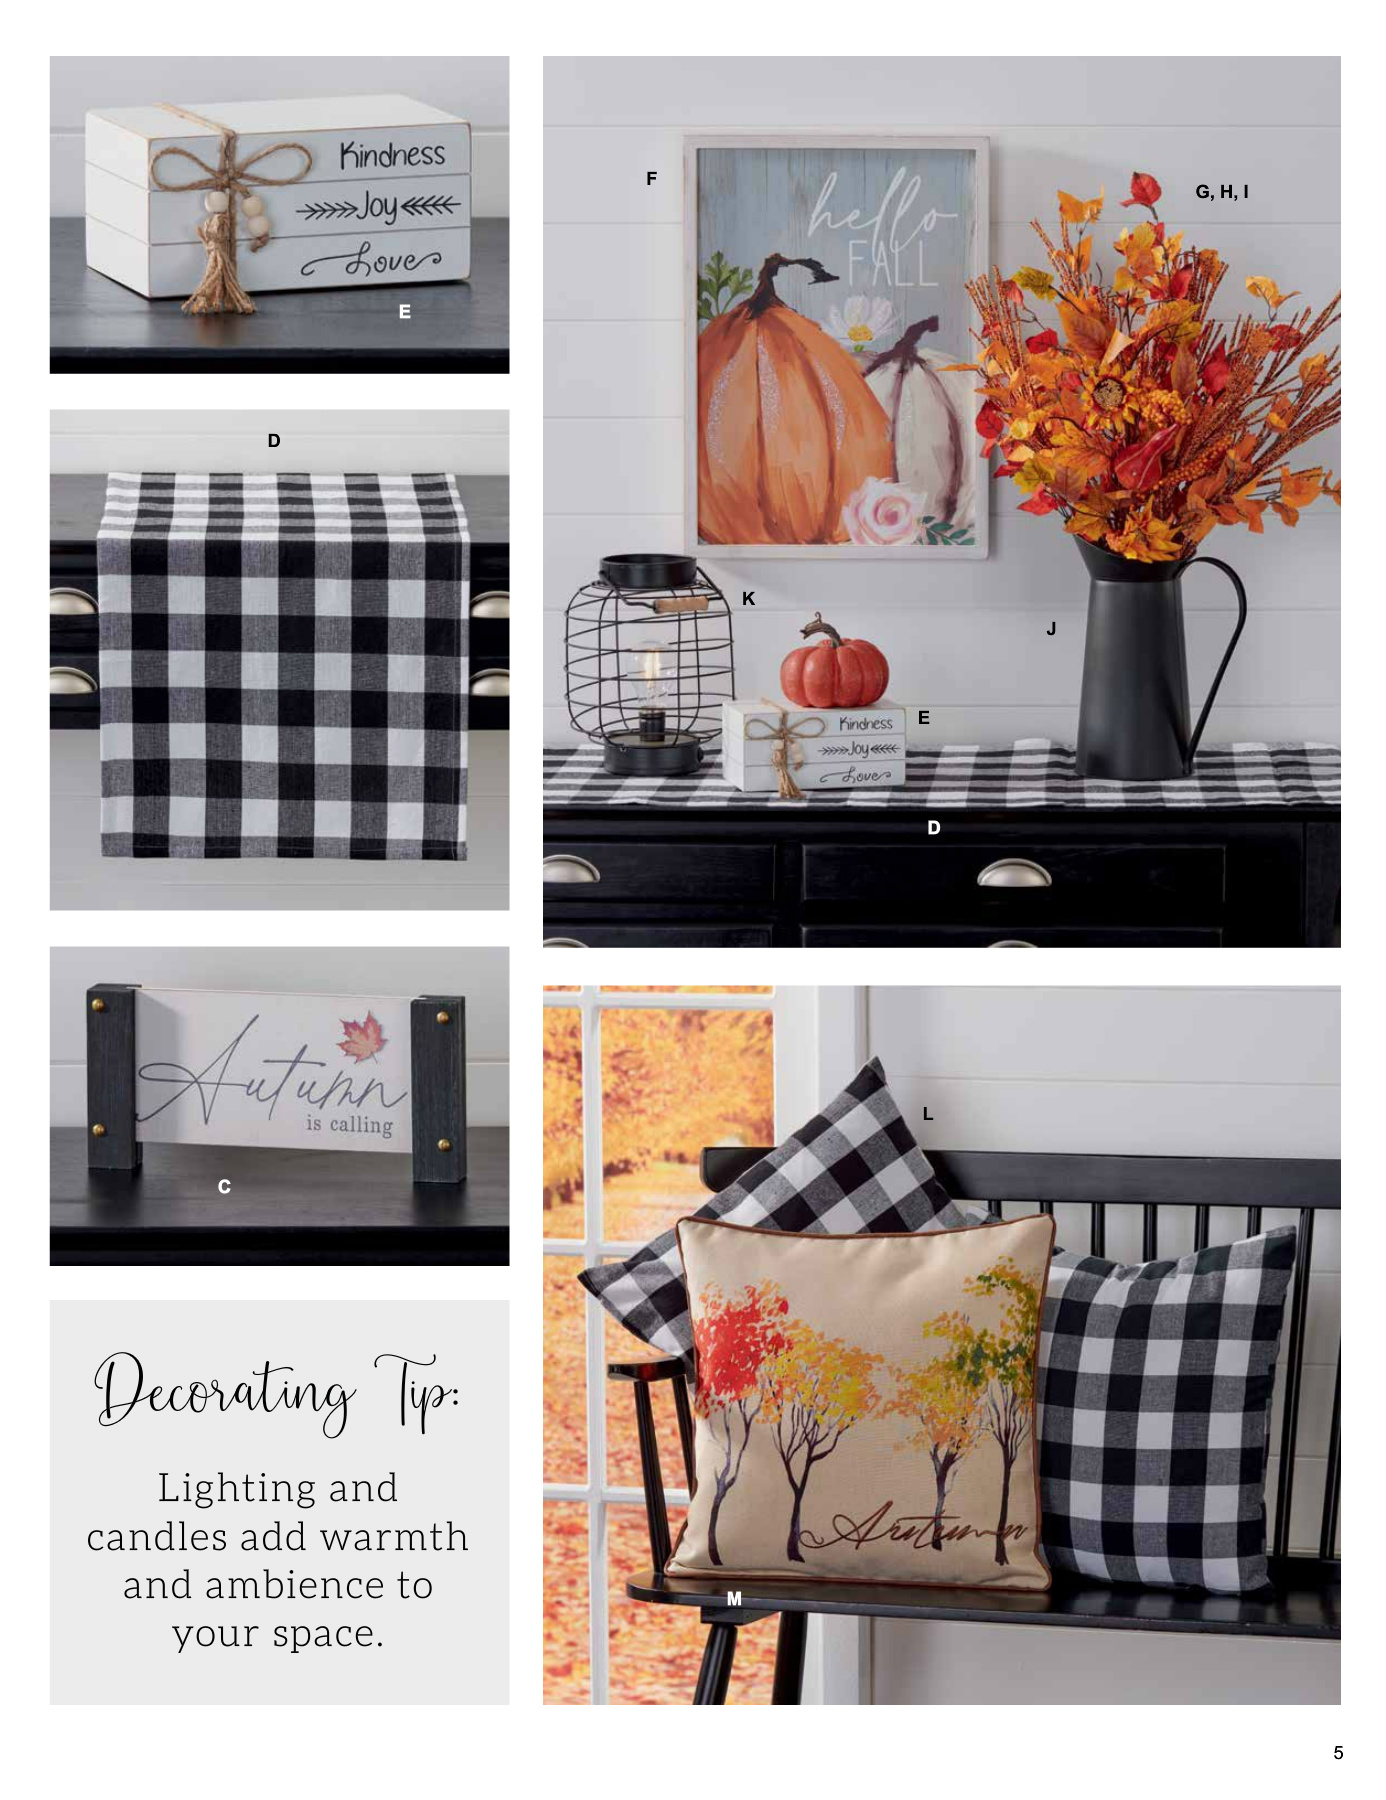 Kindness
Joy
Love
E
D
Autumn
is calling
C
Decorating Tip:
Lighting and
candles add warmth
and ambience to
your space.
F
hello
FALL
G, H, I
K
J
Kindness
Joy
Love
E
D
L
Autumn
M
5